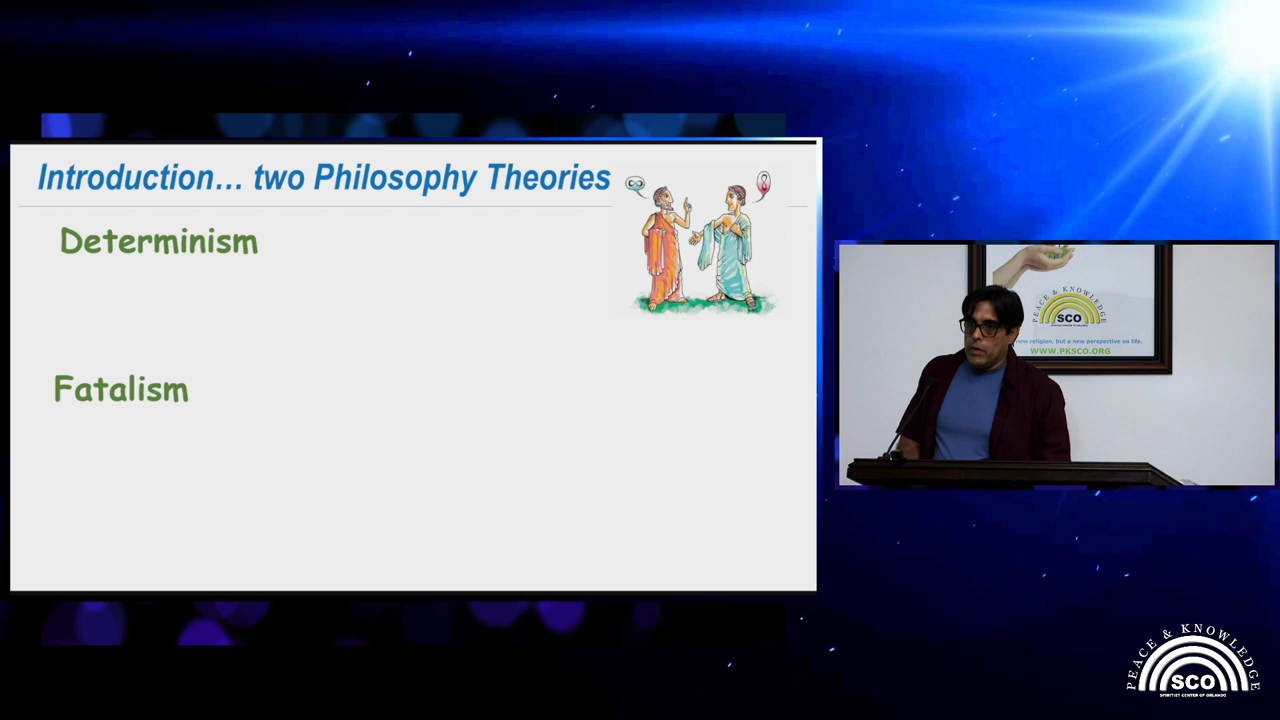 Introduction... two Philosophy Theories
Determinism
Fatalism
PEACE & KNOWLEDGE
SCO
new religion, but a new perspective on life.
WWW.PKSCO.ORG
PEACE & KNOWLEDGE
SCO
SPIRITIST CENTER OF ORLANDO